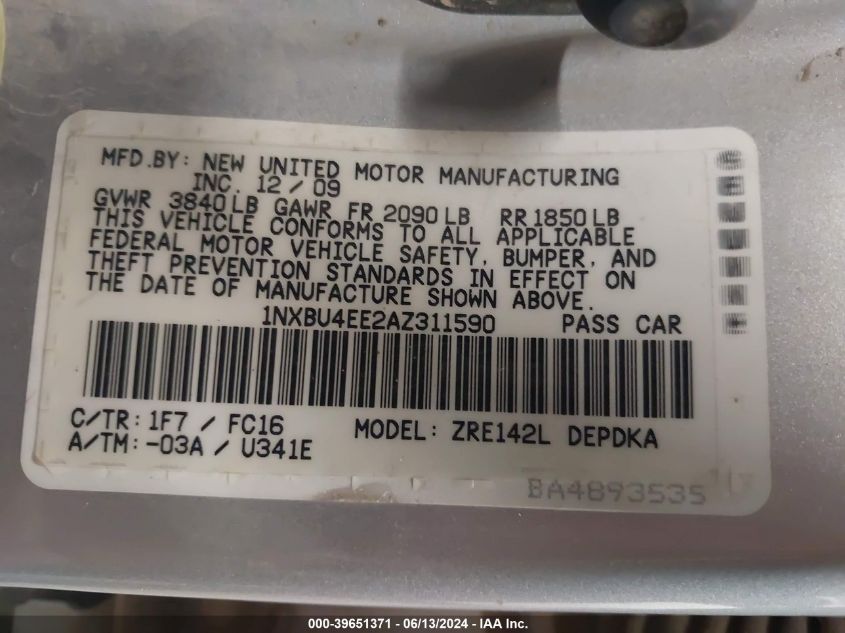 MFD.BY: NEW UNITED MOTOR MANUFACTURING
INC. 12 / 09
GVWR 3840 LB GAWR FR 2090 LB RR 1850 LB
THIS VEHICLE CONFORMS TO ALL APPLICABLE
FEDERAL MOTOR VEHICLE SAFETY, BUMPER, AND
THEFT PREVENTION STANDARDS IN EFFECT ON
THE DATE OF MANUFACTURE SHOWN ABOVE.
1NXBU4EE2AZ311590 PASS CAR
C/TR: 1F7 / FC16
A/TM: -03A / U341E
MODEL: ZRE142L DEPDKA
BA4893535
000-39651371 - 06/13/2024 - IAA Inc.